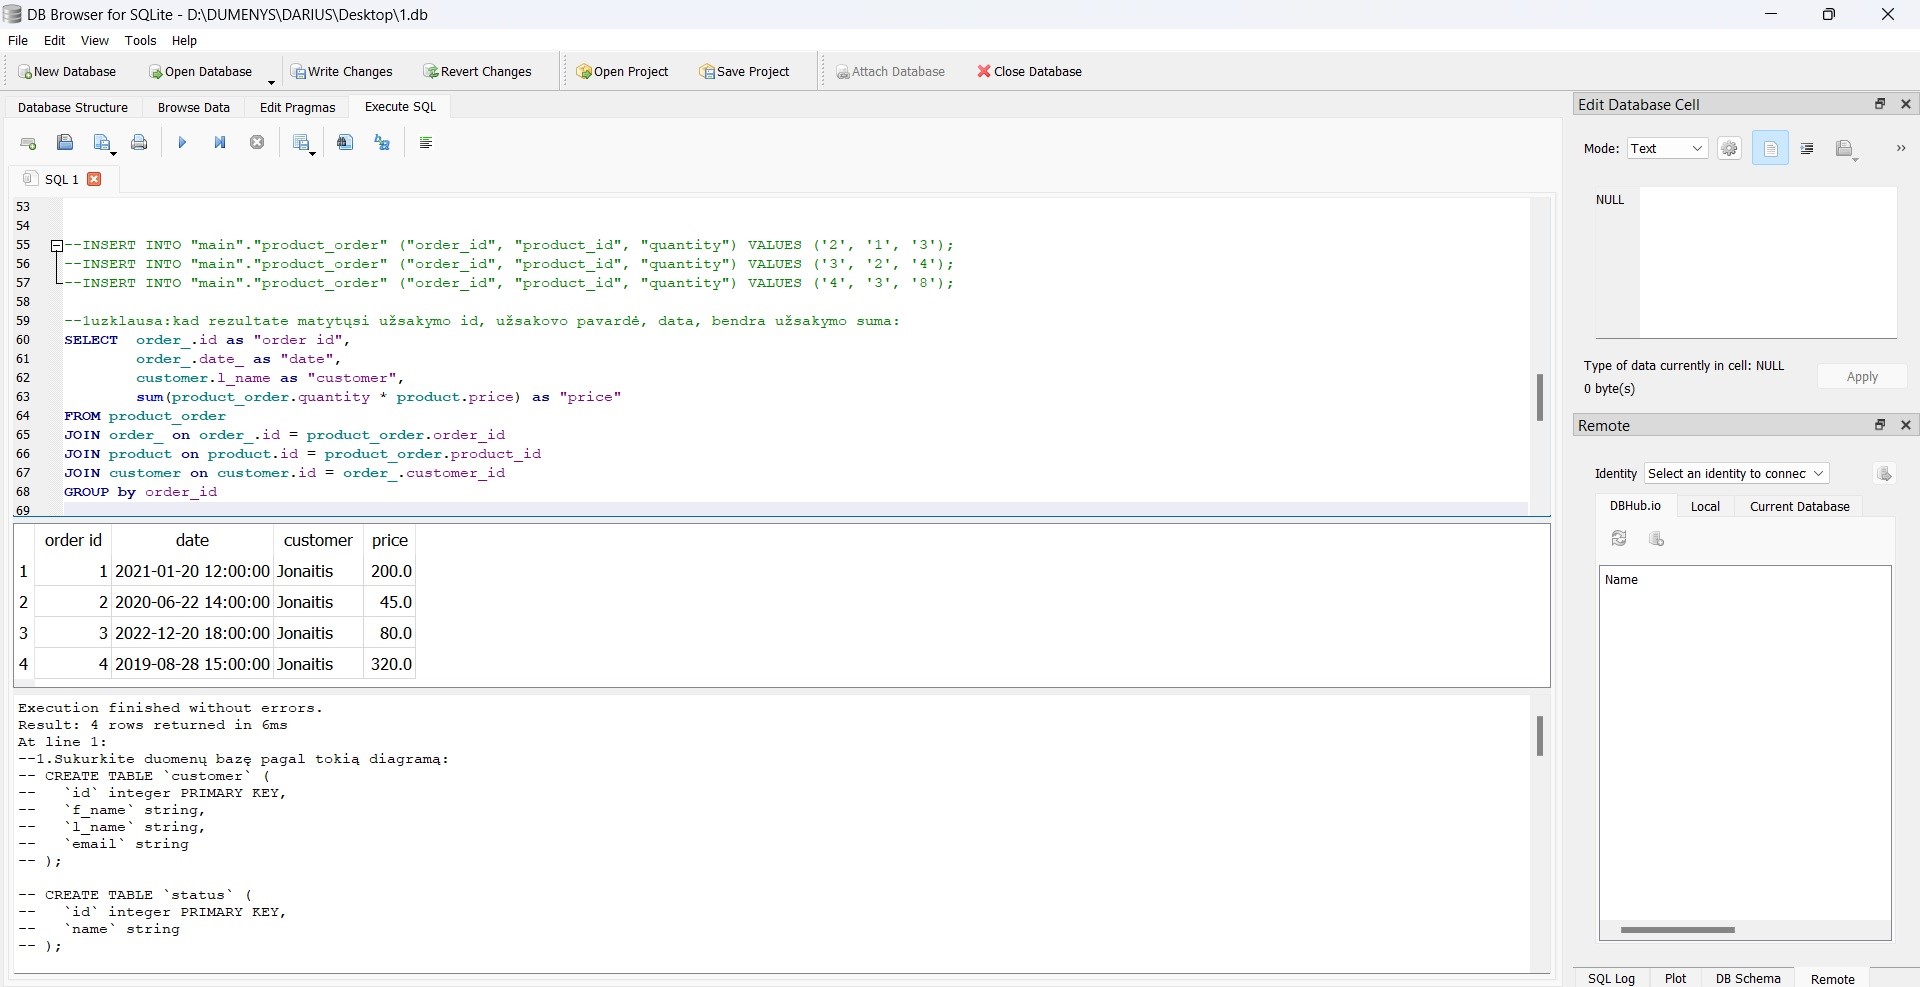 DB Browser for SQLite - D:\DUMENYS\DARIUS\Desktop\1.db
File Edit View Tools Help
New Database Open Database Write Changes Revert Changes Open Project Save Project Attach Database Close Database
Database Structure Browse Data Edit Pragmas Execute SQL
SQL 1
53
54
55 --INSERT INTO "main"."product_order" ("order_id", "product_id", "quantity") VALUES ('2', '1', '3');
56 --INSERT INTO "main"."product_order" ("order_id", "product_id", "quantity") VALUES ('3', '2', '4');
57 --INSERT INTO "main"."product_order" ("order_id", "product_id", "quantity") VALUES ('4', '3', '8');
58
59 --1uzklausa:kad rezultate matytųsi užsakymo id, užsakovo pavardė, data, bendra užsakymo suma:
60 SELECT order_.id as "order id",
61 order_.date_ as "date",
62 customer.l_name as "customer",
63 sum(product_order.quantity * product.price) as "price"
64 FROM product_order
65 JOIN order_ on order_.id = product_order.order_id
66 JOIN product on product.id = product_order.product_id
67 JOIN customer on customer.id = order_.customer_id
68 GROUP by order_id
69
order id date customer price
1 1 2021-01-20 12:00:00 Jonaitis 200.0
2 2 2020-06-22 14:00:00 Jonaitis 45.0
3 3 2022-12-20 18:00:00 Jonaitis 80.0
4 4 2019-08-28 15:00:00 Jonaitis 320.0
Execution finished without errors.
Result: 4 rows returned in 6ms
At line 1:
--1.Sukurkite duomenų bazę pagal tokią diagramą:
-- CREATE TABLE `customer` (
-- `id` integer PRIMARY KEY,
-- `f_name` string,
-- `l_name` string,
-- `email` string
-- );
-- CREATE TABLE `status` (
-- `id` integer PRIMARY KEY,
-- `name` string
-- );
Edit Database Cell
Mode: Text
NULL
Type of data currently in cell: NULL
0 byte(s)
Apply
Remote
Identity Select an identity to connec
DBHub.io Local Current Database
Name
SQL Log Plot DB Schema Remote